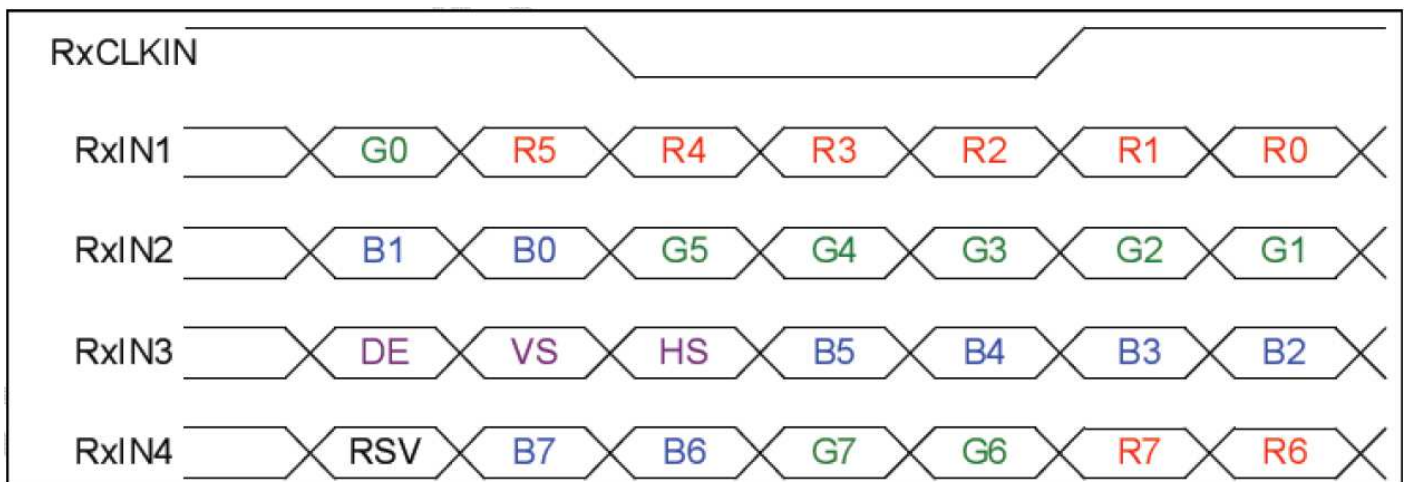 RxCLKIN
RxIN1 G0 R5 R4 R3 R2 R1 R0
RxIN2 B1 B0 G5 G4 G3 G2 G1
RxIN3 DE VS HS B5 B4 B3 B2
RxIN4 RSV B7 B6 G7 G6 R7 R6